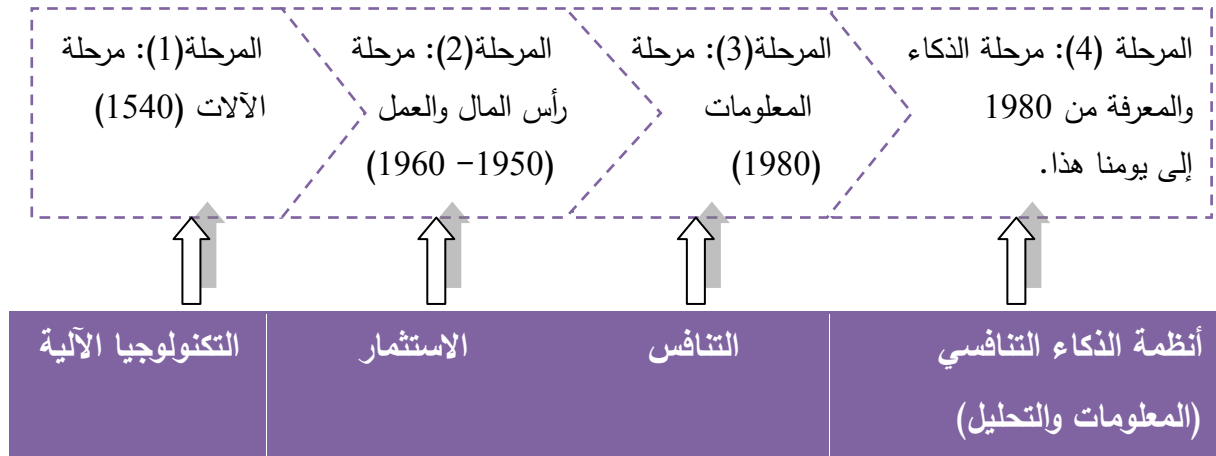 المرحلة(1): مرحلة
الآلات (1540)
المرحلة(2): مرحلة
رأس المال والعمل
(1950– 1960)
المرحلة(3): مرحلة
المعلومات
(1980)
المرحلة (4): مرحلة الذكاء
والمعرفة من 1980
إلى يومنا هذا.
التكنولوجيا الآلية
الاستثمار
التنافس
أنظمة الذكاء التنافسي
(المعلومات والتحليل)